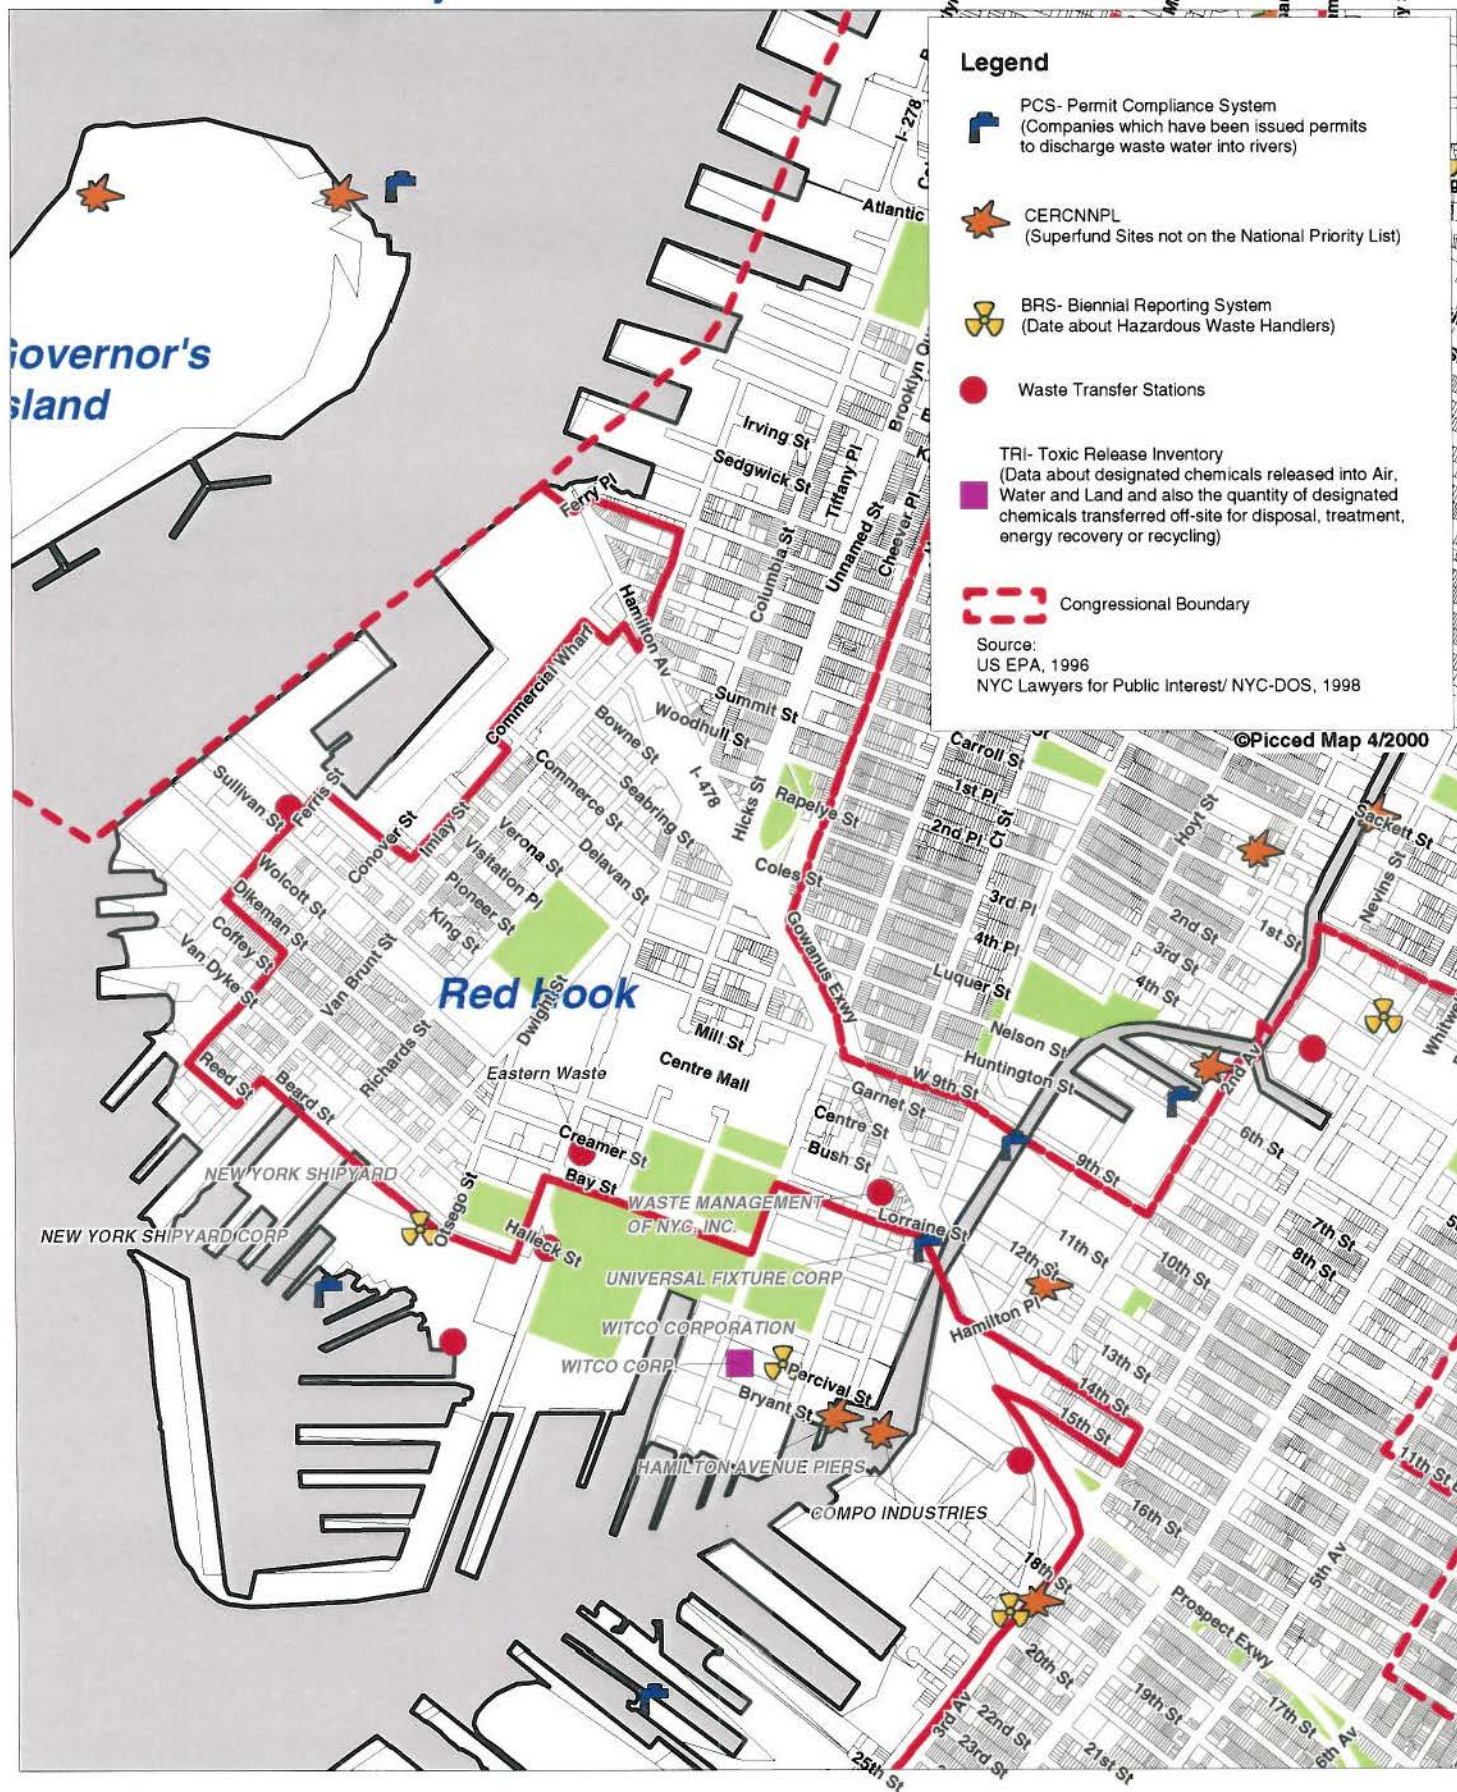 Legend
PCS- Permit Compliance System
(Companies which have been issued permits
to discharge waste water into rivers)
CERCNNPL
(Superfund Sites not on the National Priority List)
BRS- Biennial Reporting System
(Date about Hazardous Waste Handlers)
Waste Transfer Stations
TRI- Toxic Release Inventory
(Data about designated chemicals released into Air,
Water and Land and also the quantity of designated
chemicals transferred off-site for disposal, treatment,
energy recovery or recycling)
Congressional Boundary
Source:
US EPA, 1996
NYC Lawyers for Public Interest/ NYC-DOS, 1998
©Picced Map 4/2000
I- 278
Atlantic
Governor's
Island
Brooklyn Qu
Irving St
Sedgwick St
Tiffany Pl
Unnamed St
Cheever Pl
Columbia St
Ferry Pl
Hamilton Av
Commercial Wharf
Summit St
Woodhull St
Bowne St
I- 478
Seabring St
Commerce St
Hicks St
Rapelye St
Carroll St
1st Pl
2nd Pl
Ct St
Hoyt St
Sackett St
Nevins St
Sullivan St
Ferris St
Conover St
Imlay St
Verona St
Visitation Pl
Delavan St
Pioneer St
King St
Coles St
3rd Pl
4th Pl
Luquer St
1st St
2nd St
3rd St
4th St
Wolcott St
Dikeman St
Coffey St
Van Dyke St
Van Brunt St
Richards St
Dwight St
Red Hook
Gowanus Expy
Nelson St
Huntington St
W 9th St
Garnet St
Mill St
Centre Mall
Centre St
Bush St
Eastern Waste
Reed St
Beard St
Creamer St
Bay St
Otsego St
Halleck St
Lorraine St
2nd Av
Whitwe
6th St
9th St
7th St
8th St
10th St
11th St
12th St
NEW YORK SHIPYARD
NEW YORK SHIPYARD CORP
WASTE MANAGEMENT
OF NYC, INC.
UNIVERSAL FIXTURE CORP
WITCO CORPORATION
WITCO CORP.
Percival St
Bryant St
HAMILTON AVENUE PIERS
COMPO INDUSTRIES
Hamilton Pl
13th St
14th St
15th St
16th St
11th St
18th St
5th Av
Prospect Exwy
20th St
19th St
17th St
6th Av
3rd Av
22nd St
23rd St
21st St
25th St